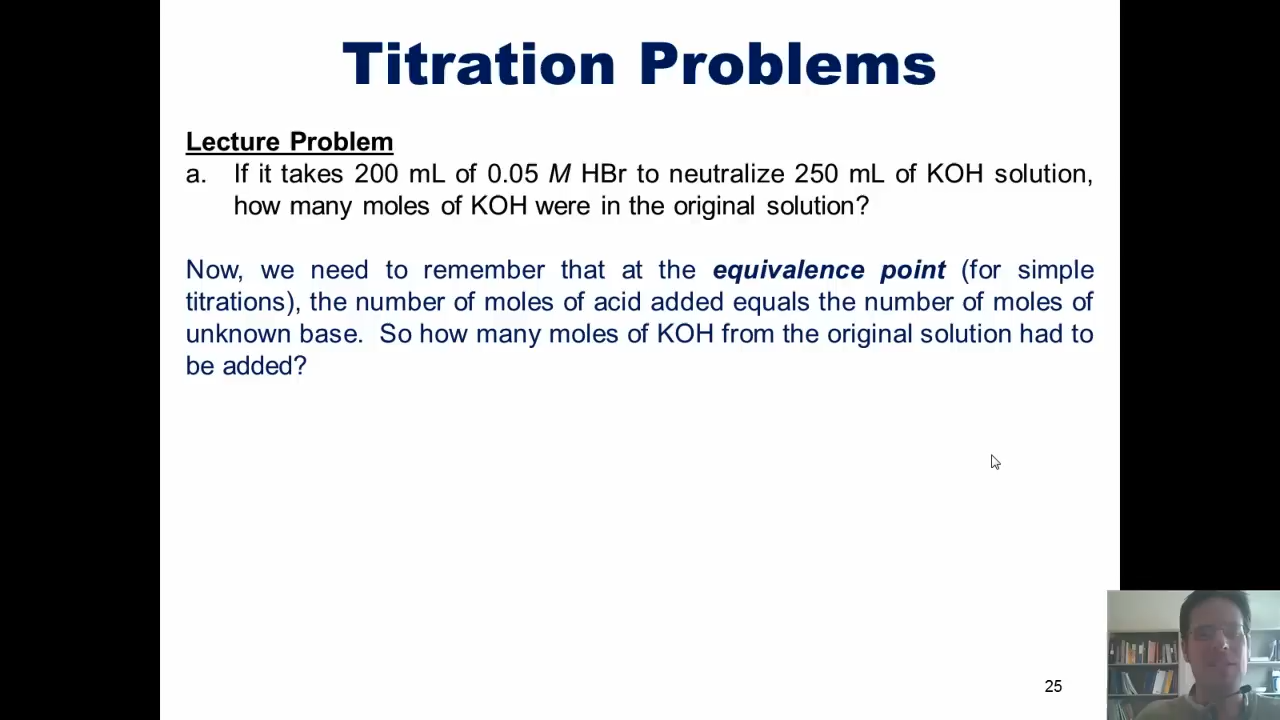 Titration Problems
Lecture Problem
a. If it takes 200 mL of 0.05 M HBr to neutralize 250 mL of KOH solution,
how many moles of KOH were in the original solution?
Now, we need to remember that at the equivalence point (for simple
titrations), the number of moles of acid added equals the number of moles of
unknown base. So how many moles of KOH from the original solution had to
be added?
25